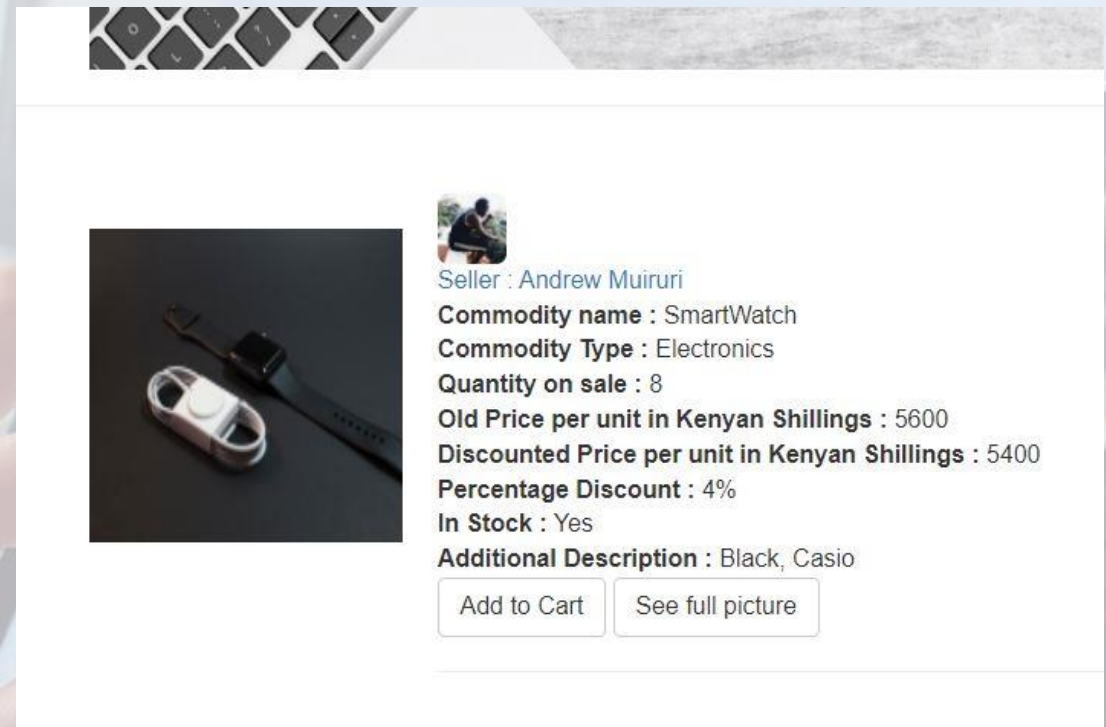 Seller : Andrew Muiruri
Commodity name : SmartWatch
Commodity Type : Electronics
Quantity on sale : 8
Old Price per unit in Kenyan Shillings : 5600
Discounted Price per unit in Kenyan Shillings : 5400
Percentage Discount : 4%
In Stock : Yes
Additional Description : Black, Casio
Add to Cart See full picture